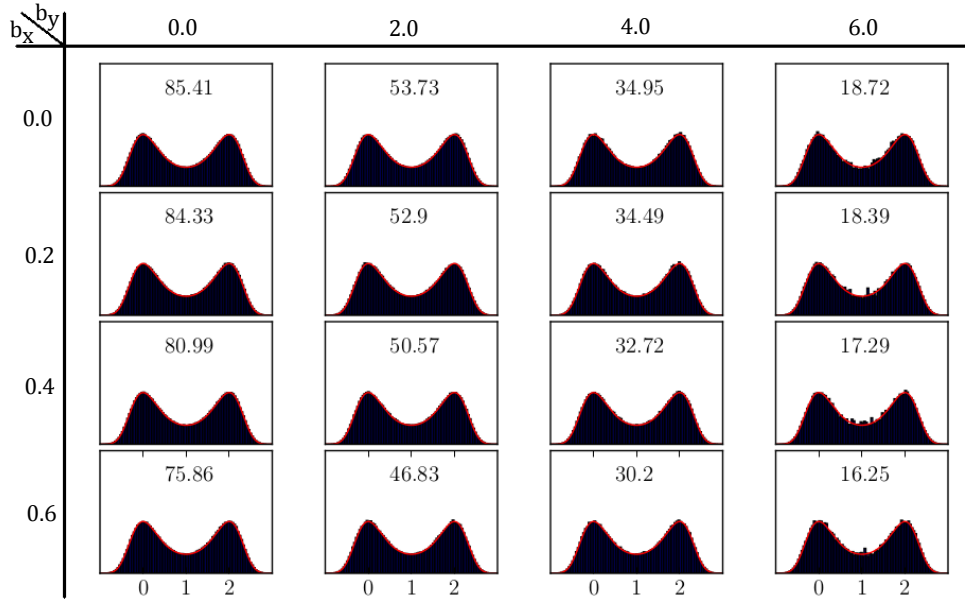 b_x b_y 0.0 2.0 4.0 6.0
0.0 85.41 53.73 34.95 18.72
0.2 84.33 52.9 34.49 18.39
0.4 80.99 50.57 32.72 17.29
0.6 75.86 46.83 30.2 16.25
0 1 2 0 1 2 0 1 2 0 1 2